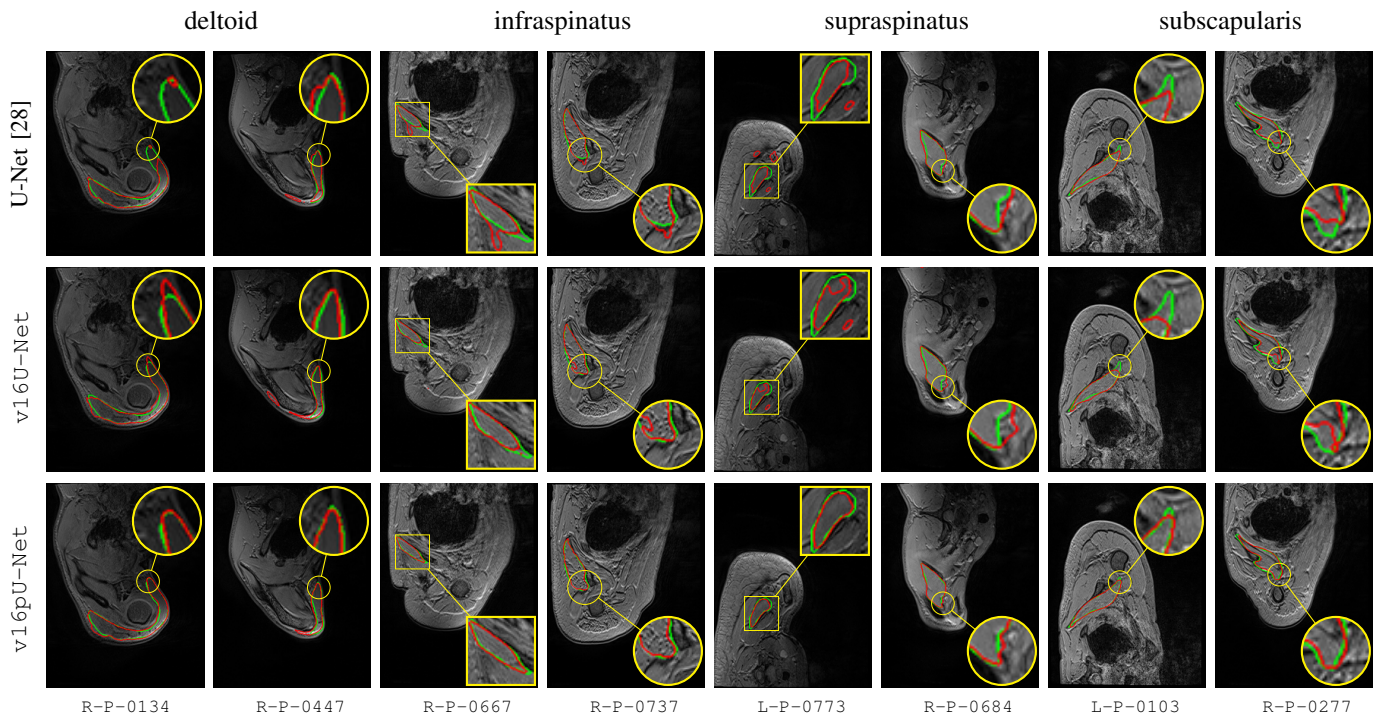 deltoid infraspinatus supraspinatus subscapularis
U-Net [28]
v16U-Net
v16pU-Net
R-P-0134 R-P-0447 R-P-0667 R-P-0737 L-P-0773 R-P-0684 L-P-0103 R-P-0277